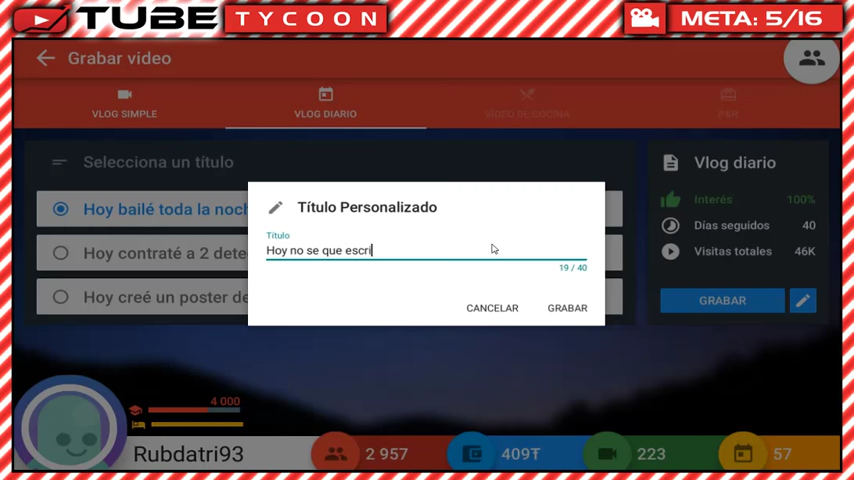 TUBE TYCOON
META: 5/16
Grabar video
VLOG SIMPLE
VLOG DIARIO
VÍDEO DE COCINA
Selecciona un título
Vlog diario
Hoy bailé toda la noch
Interés 100%
Hoy contraté a 2 dete
Días seguidos 40
Hoy creé un poster de
Visitas totales 46K
GRABAR
Título Personalizado
Título
Hoy no se que escri
19 / 40
CANCELAR
GRABAR
4 000
Rubdatri93
2 957
409₸
223
57